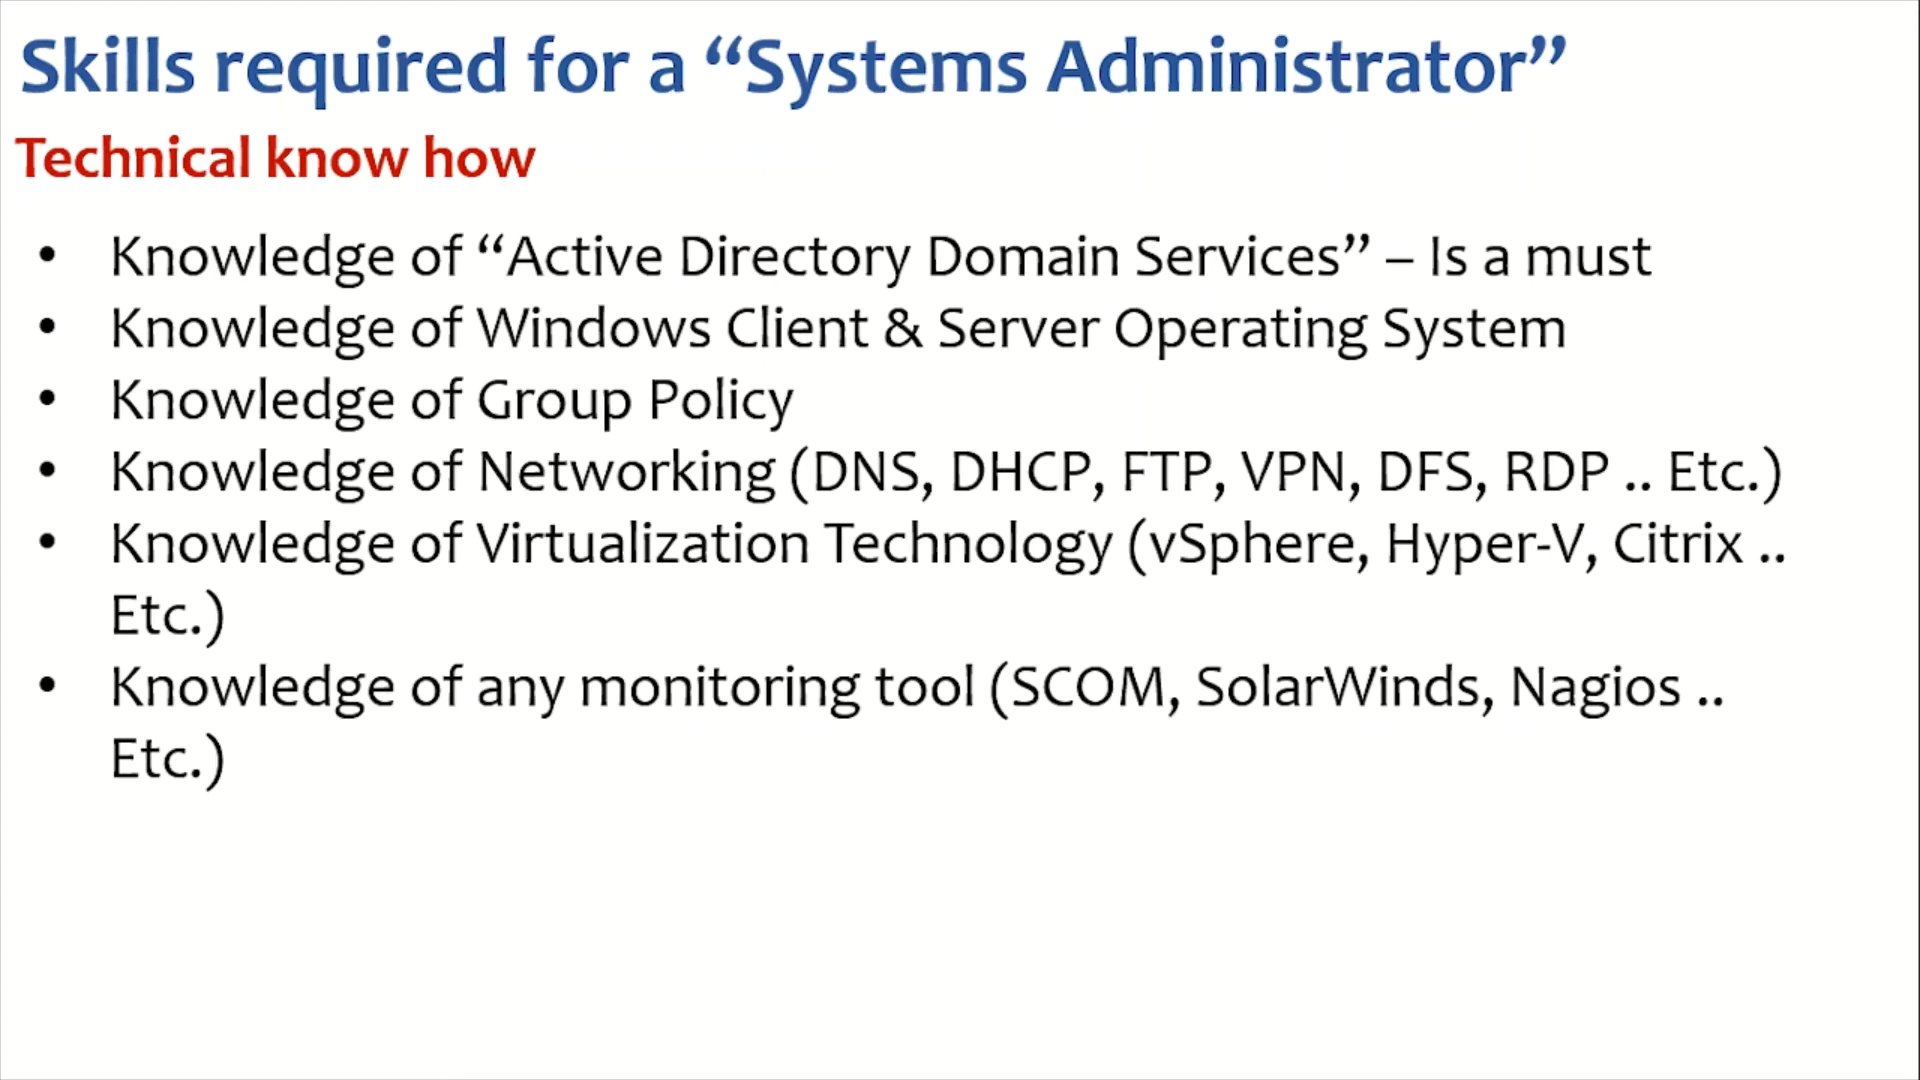 Skills required for a “Systems Administrator”
Technical know how
• Knowledge of “Active Directory Domain Services” – Is a must
• Knowledge of Windows Client & Server Operating System
• Knowledge of Group Policy
• Knowledge of Networking (DNS, DHCP, FTP, VPN, DFS, RDP .. Etc.)
• Knowledge of Virtualization Technology (vSphere, Hyper-V, Citrix ..
Etc.)
• Knowledge of any monitoring tool (SCOM, SolarWinds, Nagios ..
Etc.)